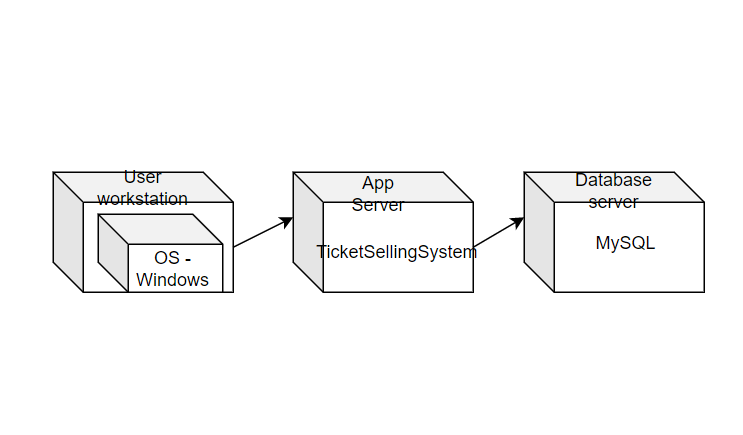 User
workstation
OS -
Windows
App
Server
TicketSellingSystem
Database
server
MySQL